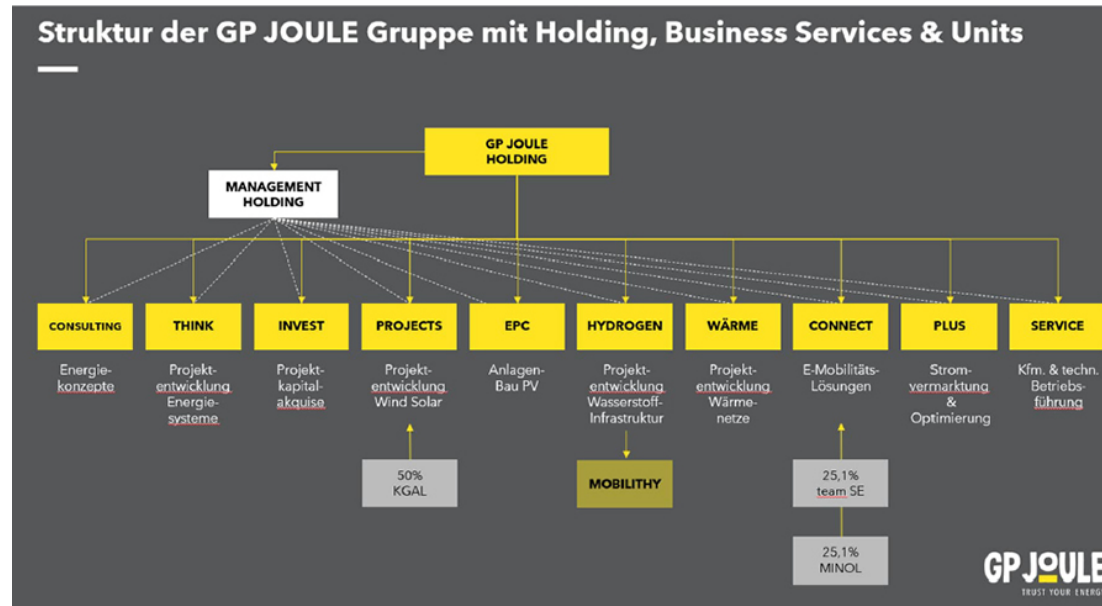 Struktur der GP JOULE Gruppe mit Holding, Business Services & Units
GP JOULE
HOLDING
MANAGEMENT
HOLDING
CONSULTING
THINK
INVEST
PROJECTS
EPC
HYDROGEN
WÄRME
CONNECT
PLUS
SERVICE
Energie-
konzepte
Projekt-
entwicklung
Energie-
systeme
Projekt-
kapital-
akquise
Projekt-
entwicklung
Wind Solar
Anlagen-
Bau PV
Projekt-
entwicklung
Wasserstoff-
Infrastruktur
Projekt-
entwicklung
Wärme-
netze
E-Mobilitäts-
Lösungen
Strom-
vermarktung
&
Optimierung
Kfm. & techn.
Betriebs-
führung
50%
KGAL
MOBILITHY
25,1%
team SE
25,1%
MINOL
GP JOULE
TRUST YOUR ENERG